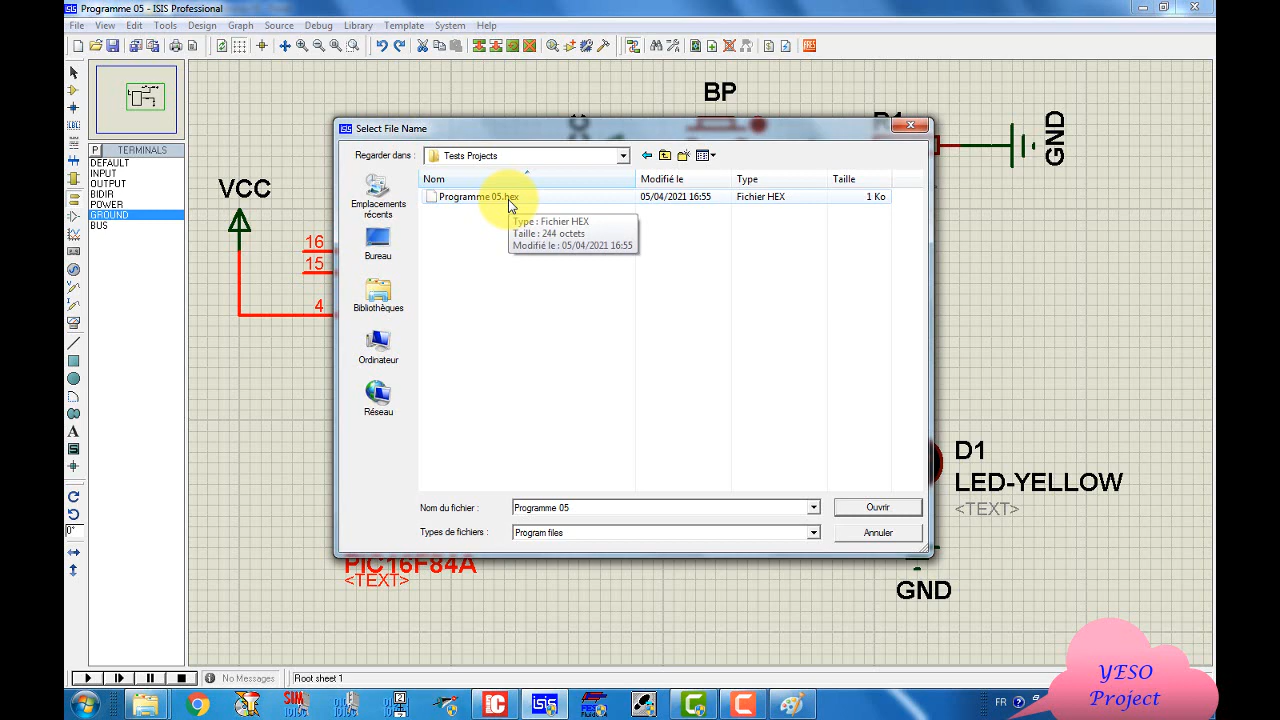 Programme 05 - ISIS Professional
File View Edit Tools Design Graph Source Debug Library Template System Help
P TERMINALS
DEFAULT
INPUT
OUTPUT
BIDIR
POWER
GROUND
BUS
VCC
16
15
4
PIC16F84A
<TEXT>
BP
GND
D1
LED-YELLOW
<TEXT>
GND
Select File Name
Regarder dans :
Tests Projects
Nom Modifié le Type Taille
Programme 05.hex 05/04/2021 16:55 Fichier HEX 1 Ko
Type : Fichier HEX
Taille : 244 octets
Modifié le : 05/04/2021 16:55
Emplacements
récents
Bureau
Bibliothèques
Ordinateur
Réseau
Nom du fichier : Programme 05 Ouvrir
Types de fichiers : Program files Annuler
A
0°
No Messages Root sheet 1
FR
YESO
Project